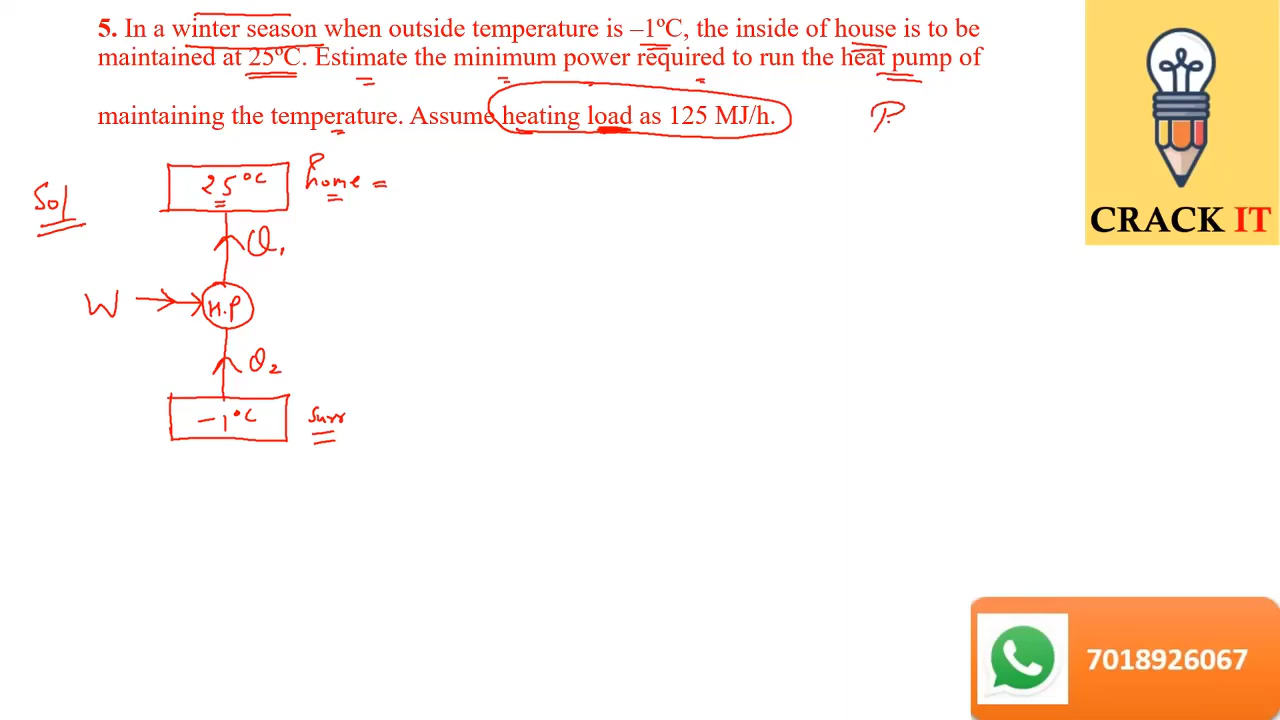 5. In a winter season when outside temperature is –1ºC, the inside of house is to be
maintained at 25ºC. Estimate the minimum power required to run the heat pump of
maintaining the temperature. Assume heating load as 125 MJ/h.
P
Sol
25°C
home =
Q₁
W
H.P
Q₂
-1°C
Surr
CRACK IT
7018926067